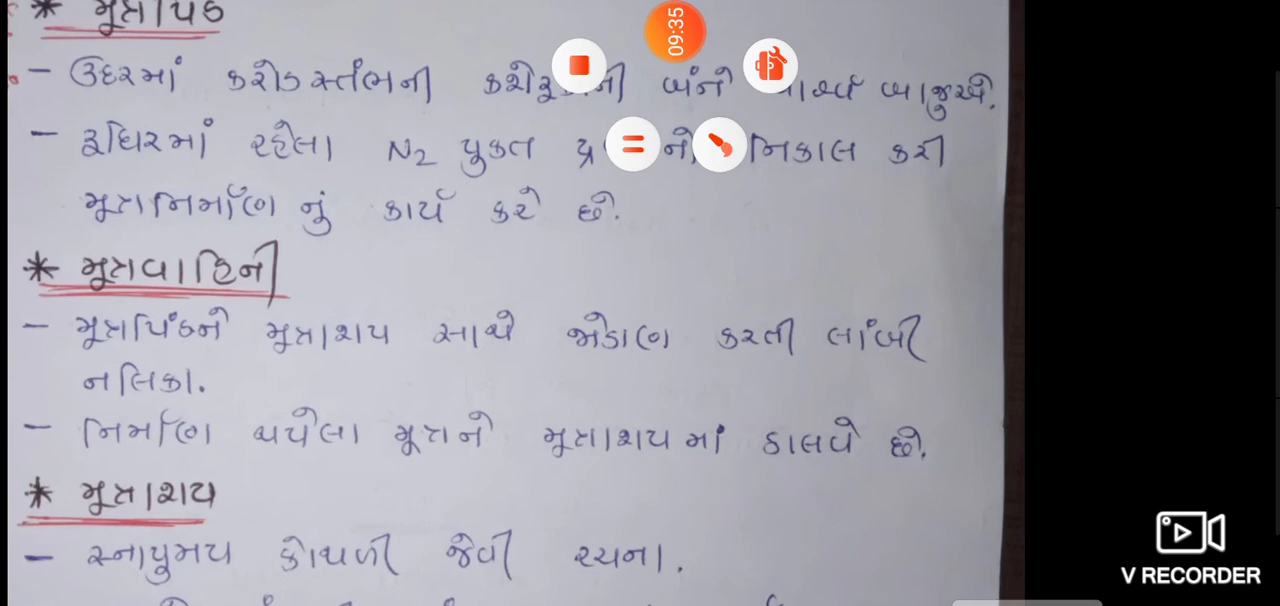 * મૂત્રપિંડ
- ઉદરમાં કરોડસ્તંભની બંને બાજુએ.
09:35
- રૂધિરમાં રહેલા N2 યુક્ત નિકાલ કરી
મૂત્રનિર્માણ નું કાર્ય કરે છે.
* મૂત્રવાહિની
- મૂત્રપિંડને મૂત્રાશય સાથે જોડાણ કરતી લાંબી
નલિકા.
- નિર્માણ થયેલા મૂત્રને મૂત્રાશયમાં ઠાલવે છે.
* મૂત્રાશય
- સ્નાયુમય કોથળી જેવી રચના.
V RECORDER